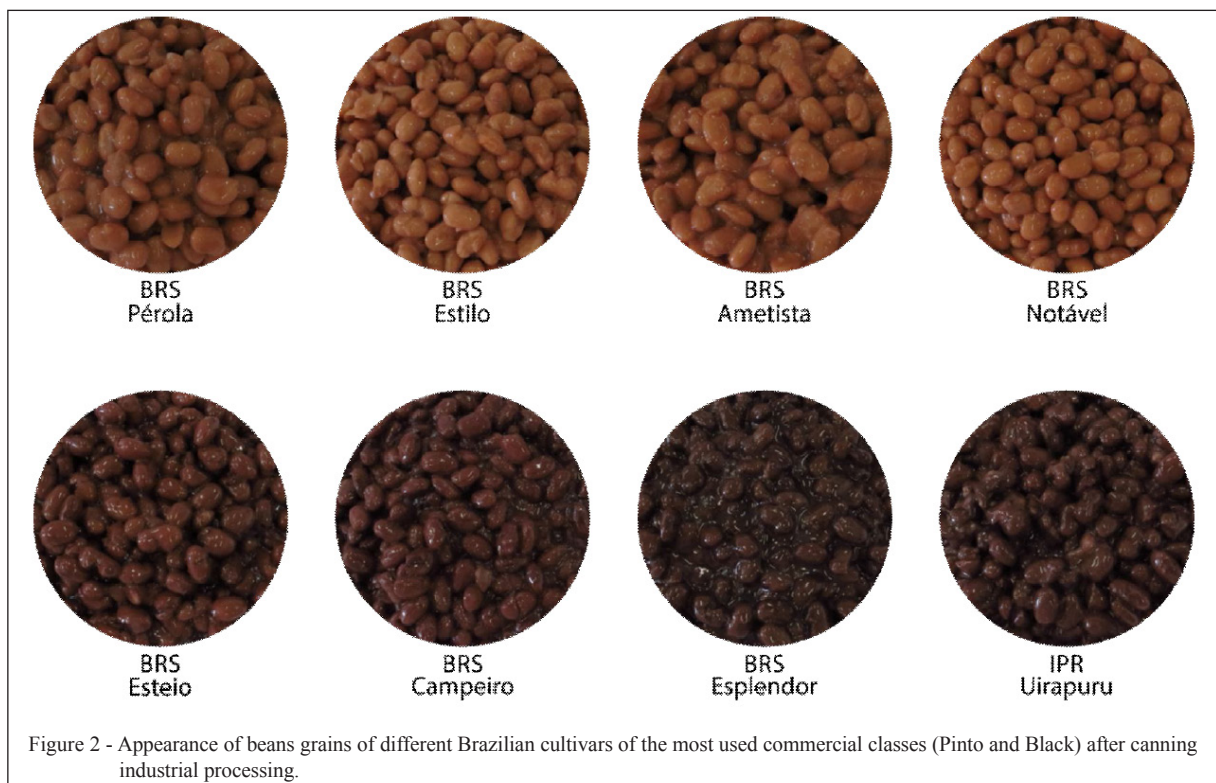 BRS
Pérola
BRS
Estilo
BRS
Ametista
BRS
Notável
BRS
Esteio
BRS
Campeiro
BRS
Esplendor
IPR
Uirapuru
Figure 2 - Appearance of beans grains of different Brazilian cultivars of the most used commercial classes (Pinto and Black) after canning
industrial processing.